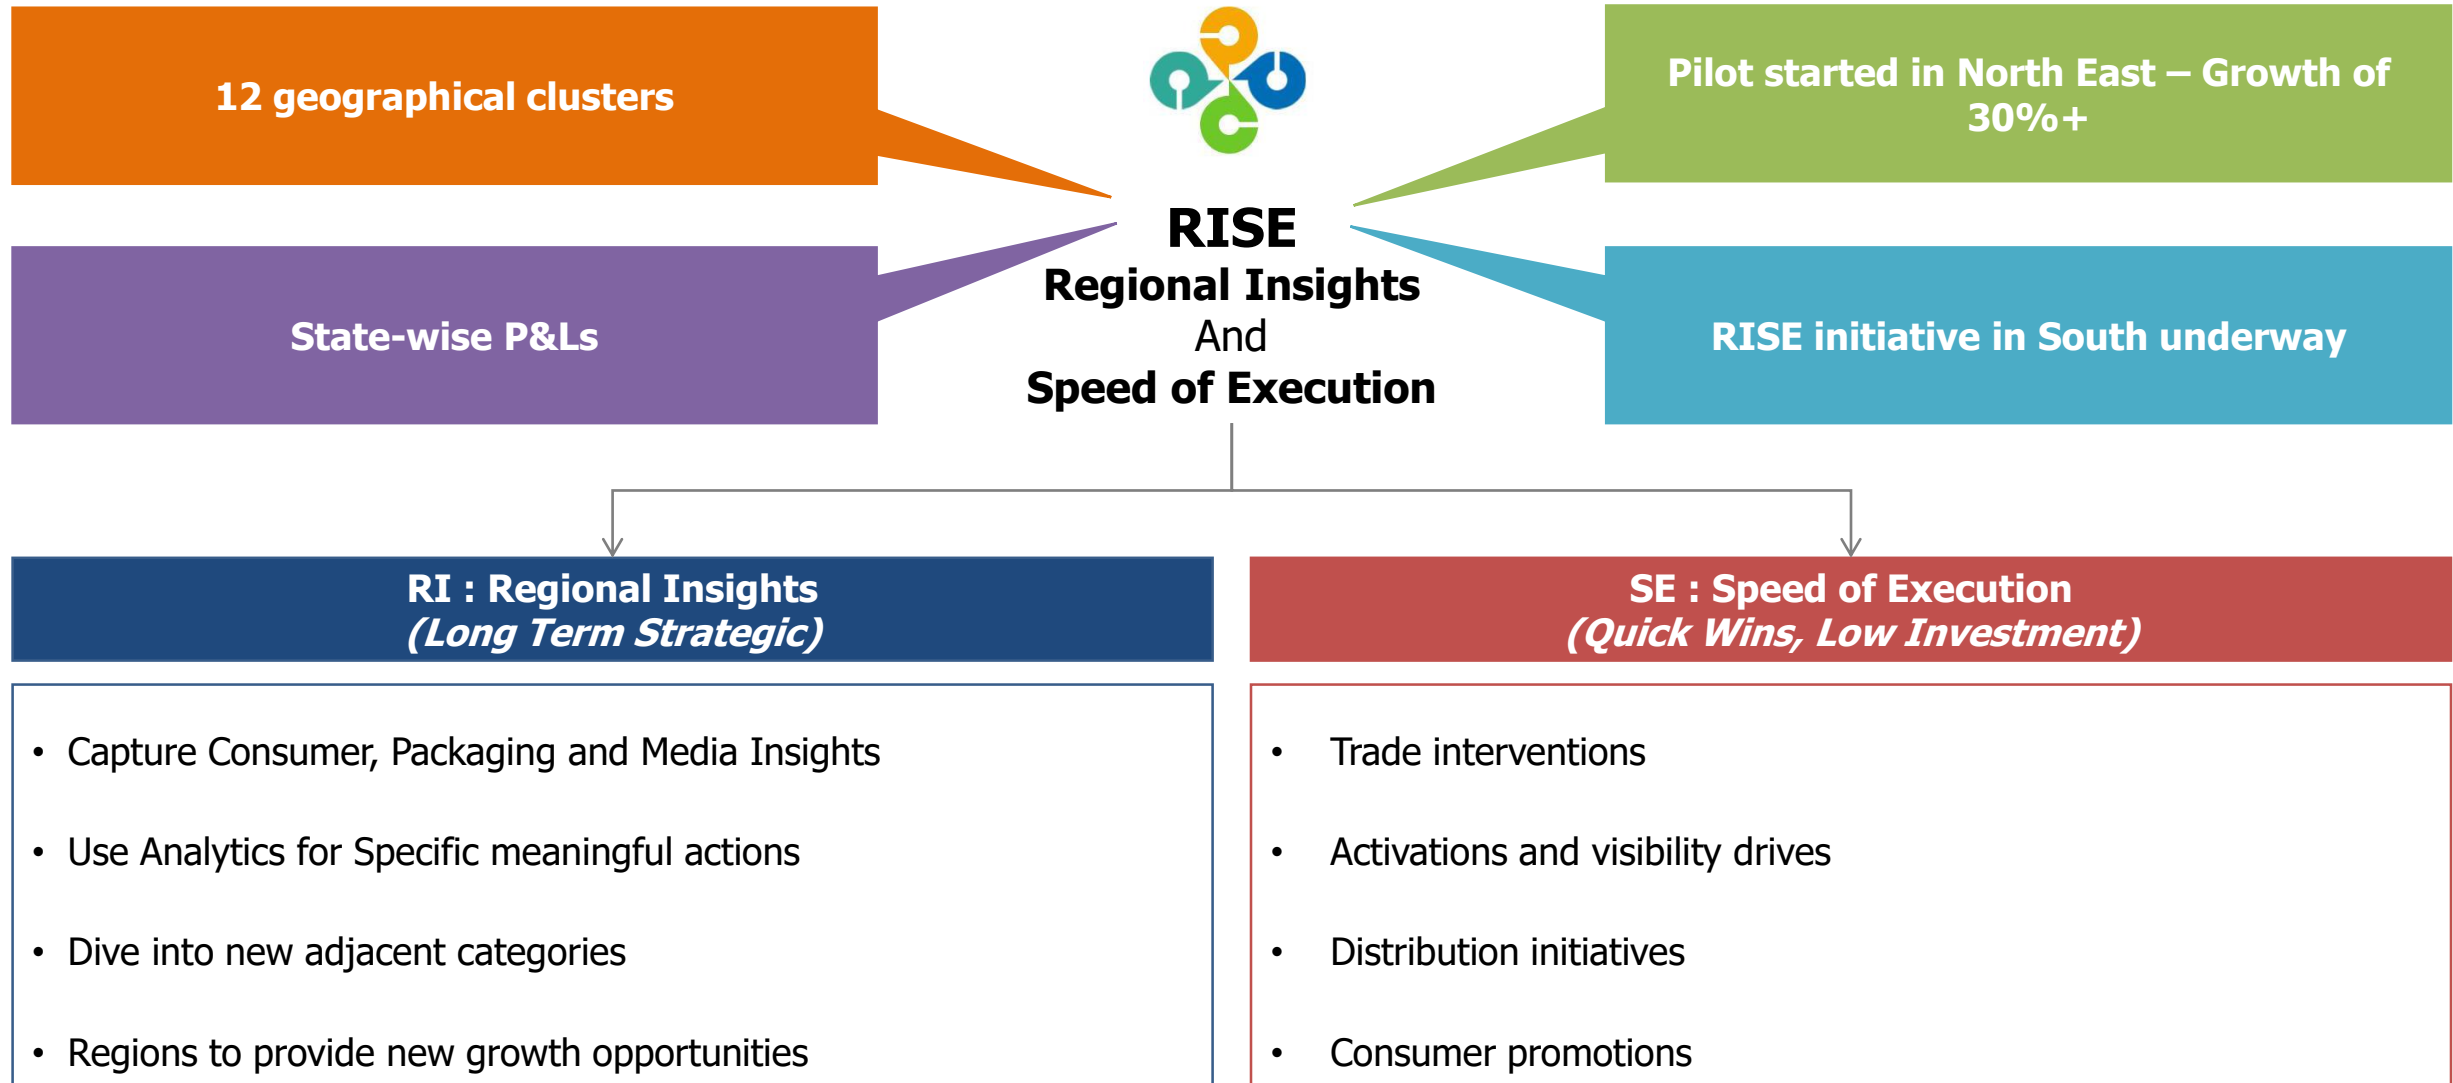 12 geographical clusters
Pilot started in North East – Growth of
30%+
State-wise P&Ls
RISE initiative in South underway
RISE
Regional Insights
And
Speed of Execution
RI : Regional Insights
(Long Term Strategic)
• Capture Consumer, Packaging and Media Insights
• Use Analytics for Specific meaningful actions
• Dive into new adjacent categories
• Regions to provide new growth opportunities
SE : Speed of Execution
(Quick Wins, Low Investment)
• Trade interventions
• Activations and visibility drives
• Distribution initiatives
• Consumer promotions